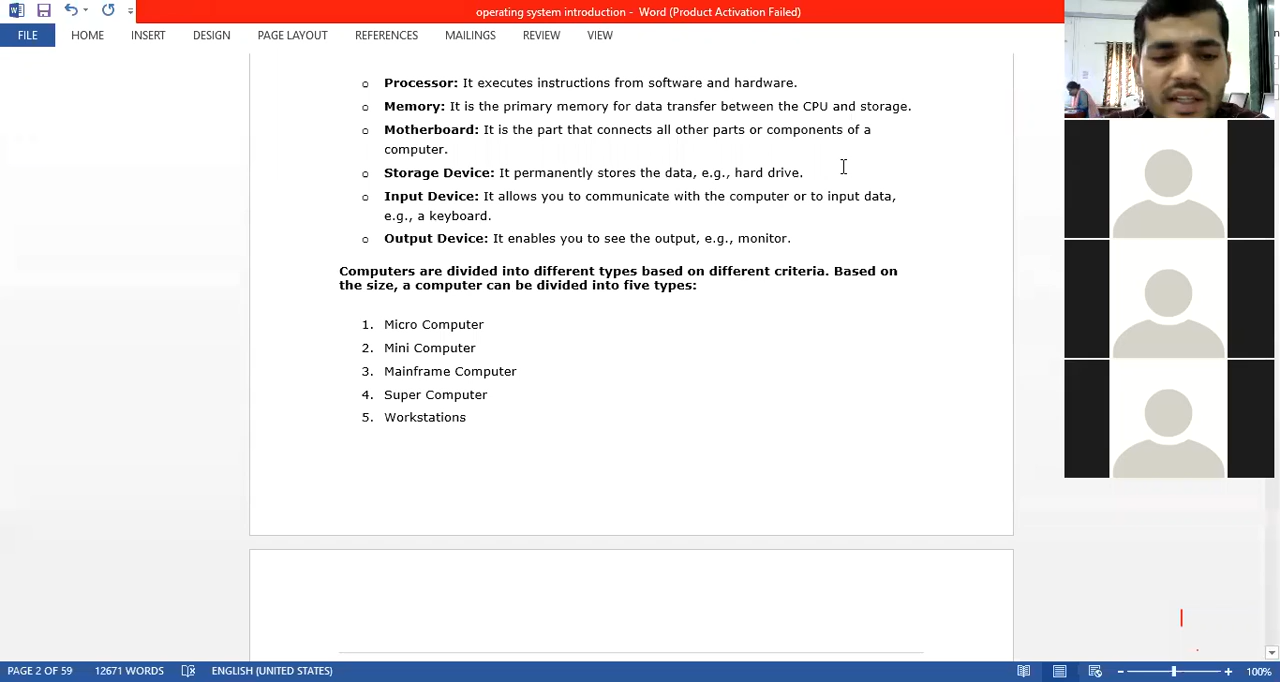 operating system introduction - Word (Product Activation Failed)
FILE HOME INSERT DESIGN PAGE LAYOUT REFERENCES MAILINGS REVIEW VIEW
o Processor: It executes instructions from software and hardware.
o Memory: It is the primary memory for data transfer between the CPU and storage.
o Motherboard: It is the part that connects all other parts or components of a
computer.
o Storage Device: It permanently stores the data, e.g., hard drive.
o Input Device: It allows you to communicate with the computer or to input data,
e.g., a keyboard.
o Output Device: It enables you to see the output, e.g., monitor.
Computers are divided into different types based on different criteria. Based on
the size, a computer can be divided into five types:
1. Micro Computer
2. Mini Computer
3. Mainframe Computer
4. Super Computer
5. Workstations
PAGE 2 OF 59 12671 WORDS ENGLISH (UNITED STATES) 100%